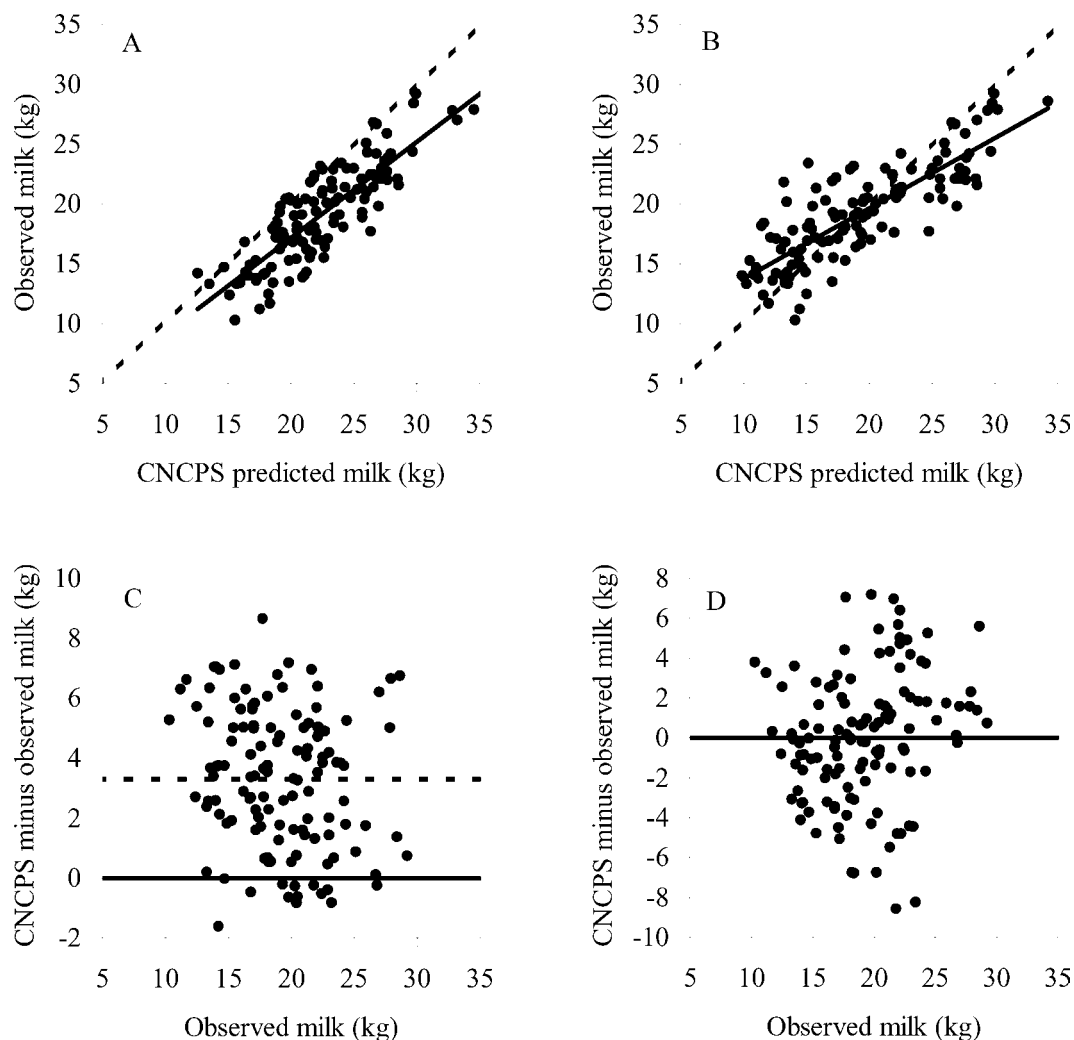 A
Observed milk (kg)
35
30
25
20
15
10
5
5 10 15 20 25 30 35
CNCPS predicted milk (kg)
B
Observed milk (kg)
35
30
25
20
15
10
5
5 10 15 20 25 30 35
CNCPS predicted milk (kg)
C
CNCPS minus observed milk (kg)
10
8
6
4
2
0
-2
5 10 15 20 25 30 35
Observed milk (kg)
D
CNCPS minus observed milk (kg)
8
6
4
2
0
-2
-4
-6
-8
-10
5 10 15 20 25 30 35
Observed milk (kg)